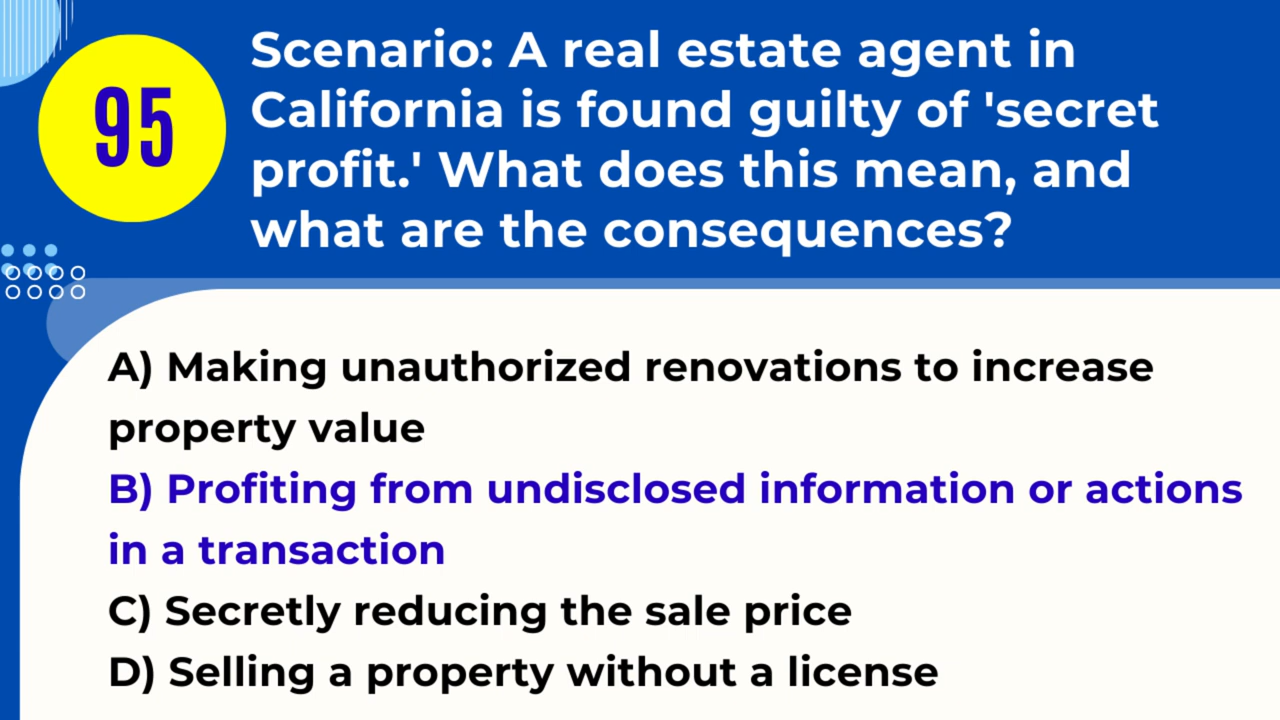 95
Scenario: A real estate agent in
California is found guilty of 'secret
profit.' What does this mean, and
what are the consequences?
A) Making unauthorized renovations to increase
property value
B) Profiting from undisclosed information or actions
in a transaction
C) Secretly reducing the sale price
D) Selling a property without a license